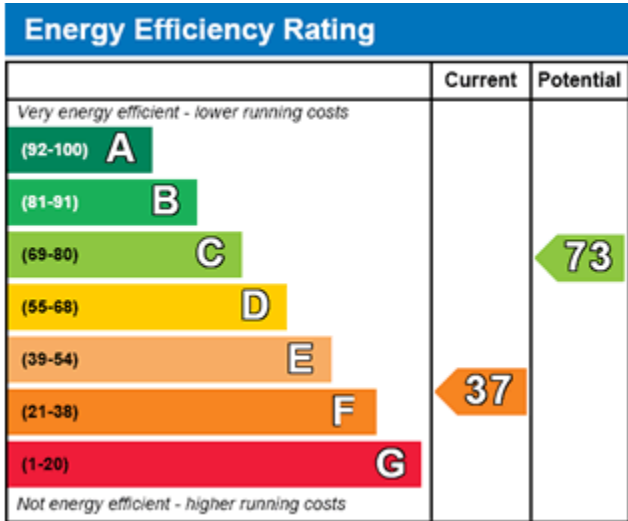 Energy Efficiency Rating
Current Potential
Very energy efficient - lower running costs
(92-100) A
(81-91) B
(69-80) C
73
(55-68) D
(39-54) E
37
(21-38) F
(1-20) G
Not energy efficient - higher running costs